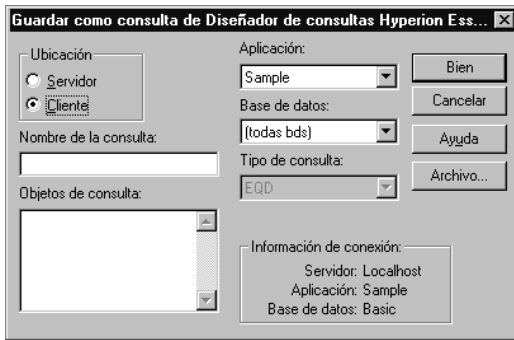 Guardar como consulta de Diseñador de consultas Hyperion Ess...
Ubicación
Servidor
Cliente
Nombre de la consulta:
Objetos de consulta:
Aplicación:
Sample
Base de datos:
(todas bds)
Tipo de consulta:
EQD
Bien
Cancelar
Ayuda
Archivo...
Información de conexión:
Servidor: Localhost
Aplicación: Sample
Base de datos: Basic